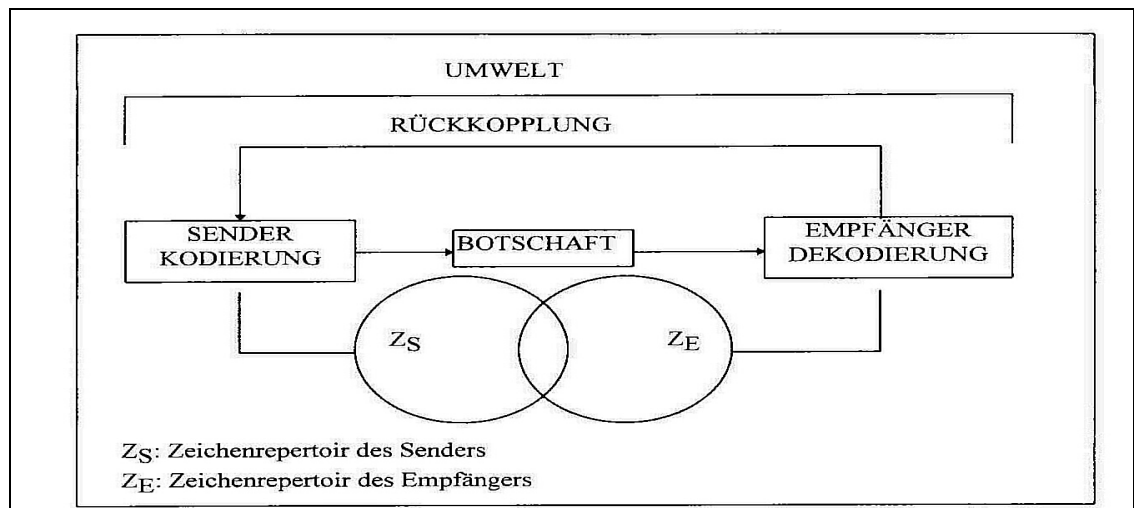 UMWELT
RÜCKKOPPLUNG
SENDER
KODIERUNG
BOTSCHAFT
EMPFÄNGER
DEKODIERUNG
ZS
ZE
ZS: Zeichenrepertoir des Senders
ZE: Zeichenrepertoir des Empfängers